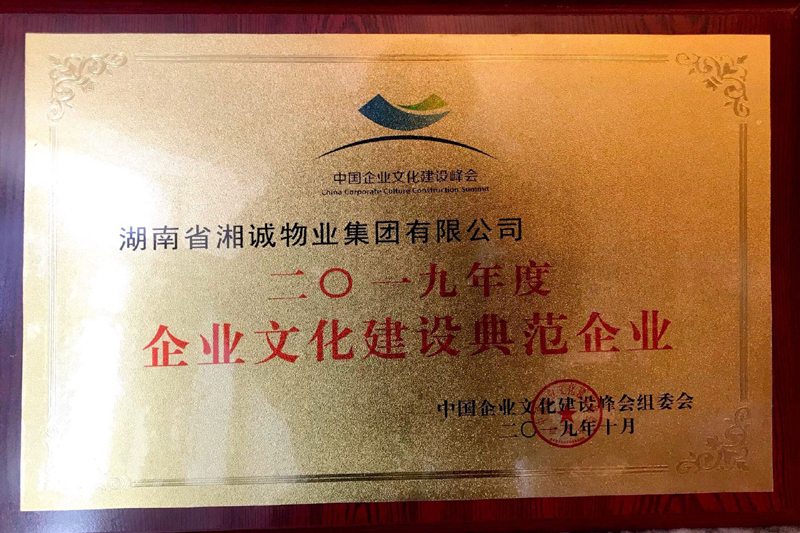 中国企业文化建设峰会
China Corporate Culture Construction Summit
湖南省湘诚物业集团有限公司
二〇一九年度
企业文化建设典范企业
中国企业文化建设峰会组委会
二〇一九年十月